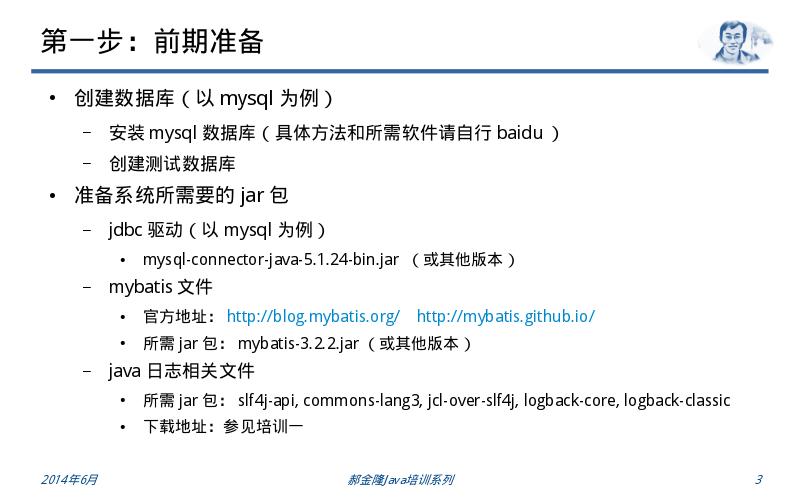 第一步：前期准备
• 创建数据库（以 mysql 为例）
– 安装 mysql 数据库（具体方法和所需软件请自行 baidu ）
– 创建测试数据库
• 准备系统所需要的 jar 包
– jdbc 驱动（以 mysql 为例）
• mysql-connector-java-5.1.24-bin.jar （或其他版本）
– mybatis 文件
• 官方地址： http://blog.mybatis.org/ http://mybatis.github.io/
• 所需 jar 包： mybatis-3.2.2.jar（或其他版本）
– java 日志相关文件
• 所需 jar 包： slf4j-api, commons-lang3, jcl-over-slf4j, logback-core, logback-classic
• 下载地址：参见培训一
2014年6月 郝金隆Java培训系列 3